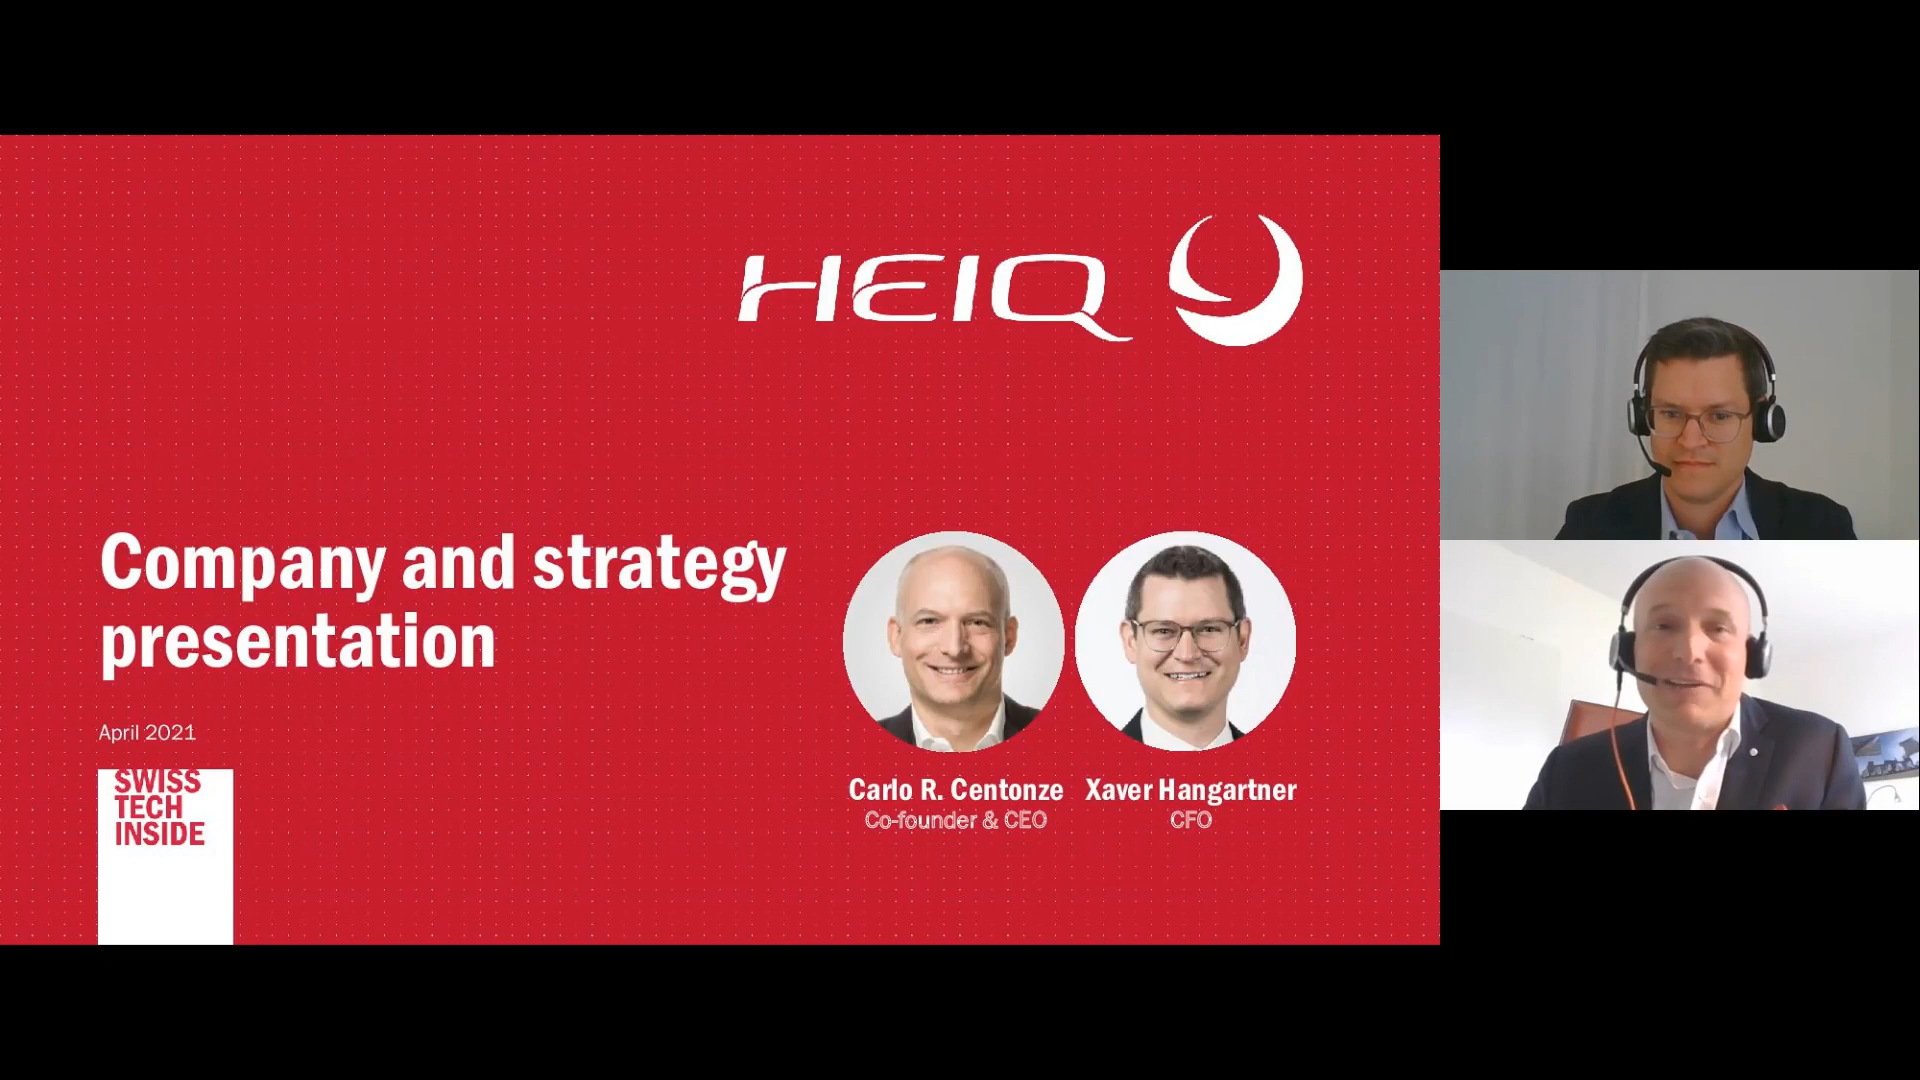 HEIQ
Company and strategy
presentation
April 2021
SWISS
TECH
INSIDE
Carlo R. Centonze
Co-founder & CEO
Xaver Hangartner
CFO